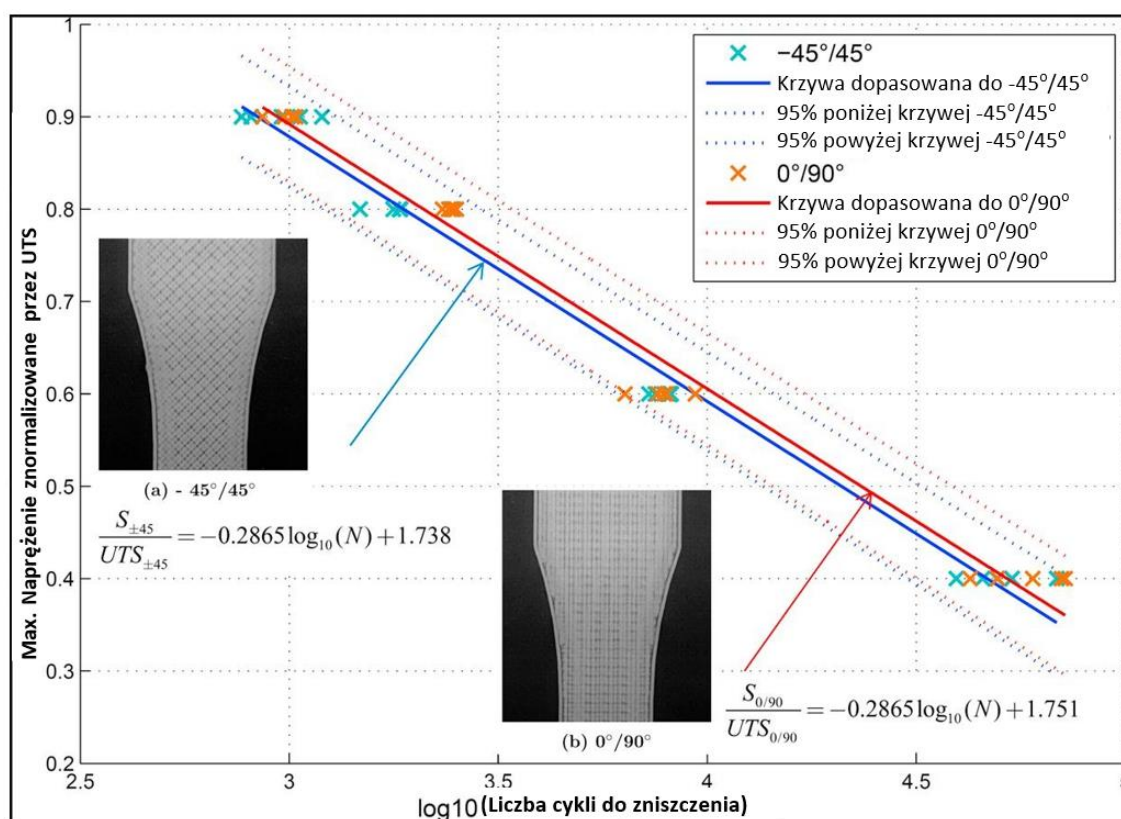 1
0.9
0.8
0.7
0.6
0.5
0.4
0.3
0.2
Max. Naprężenie znormalizowane przez UTS
−45°/45°
Krzywa dopasowana do -45°/45°
95% poniżej krzywej -45°/45°
95% powyżej krzywej -45°/45°
0°/90°
Krzywa dopasowana do 0°/90°
95% poniżej krzywej 0°/90°
95% powyżej krzywej 0°/90°
(a) - 45°/45°
S±45/UTS±45 = −0.2865log10(N)+1.738
(b) 0°/90°
S0/90/UTS0/90 = −0.2865log10(N)+1.751
2.5 3 3.5 4 4.5 5
log10 (Liczba cykli do zniszczenia)